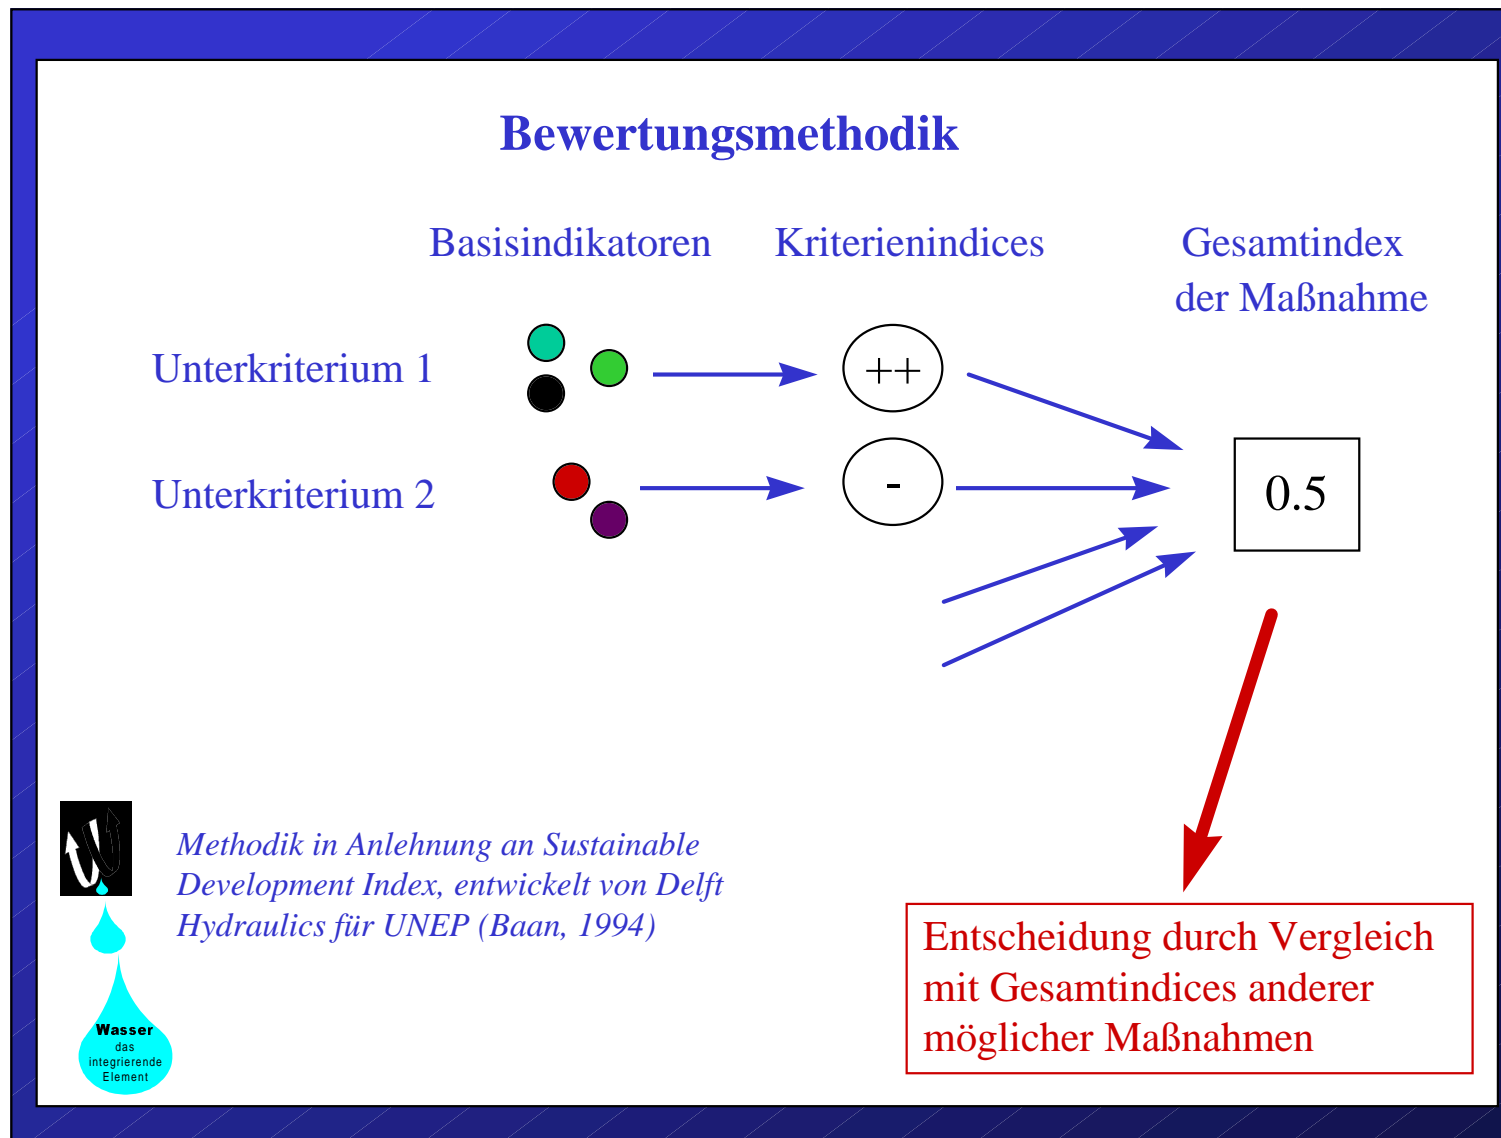 Bewertungsmethodik
Basisindikatoren Kriterienindices Gesamtindex
der Maßnahme
Unterkriterium 1 ++
Unterkriterium 2 - 0.5
Methodik in Anlehnung an Sustainable
Development Index, entwickelt von Delft
Hydraulics für UNEP (Baan, 1994)
Entscheidung durch Vergleich
mit Gesamtindices anderer
möglicher Maßnahmen
Wasser
das
integrierende
Element